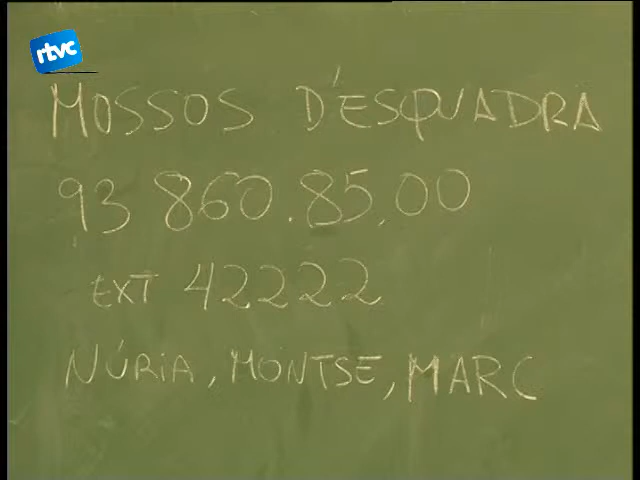 rtvc
MOSSOS D'ESQUADRA
93 860.85.00
EXT 42222
NÚRIA, MONTSE, MARC